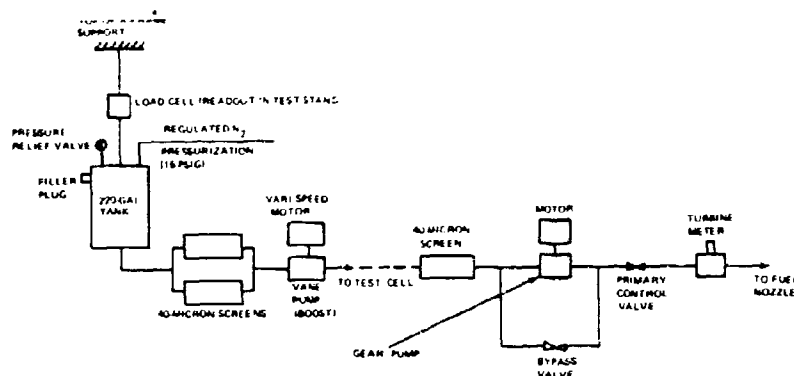 SUPPORT
LOAD CELL (READOUT IN TEST STAND)
PRESSURE
RELIEF VALVE
REGULATED N2
PRESSURIZATION
(16 PSIG)
FILLER
PLUG
220-GAL
TANK
VARI SPEED
MOTOR
40-MICRON
SCREEN
MOTOR
TURBINE
METER
TO TEST CELL
VANE
PUMP
(BOOST)
40-MICRON SCREENS
PRIMARY
CONTROL
VALVE
TO FUEL
NOZZLE
GEAR PUMP
BYPASS
VALVE